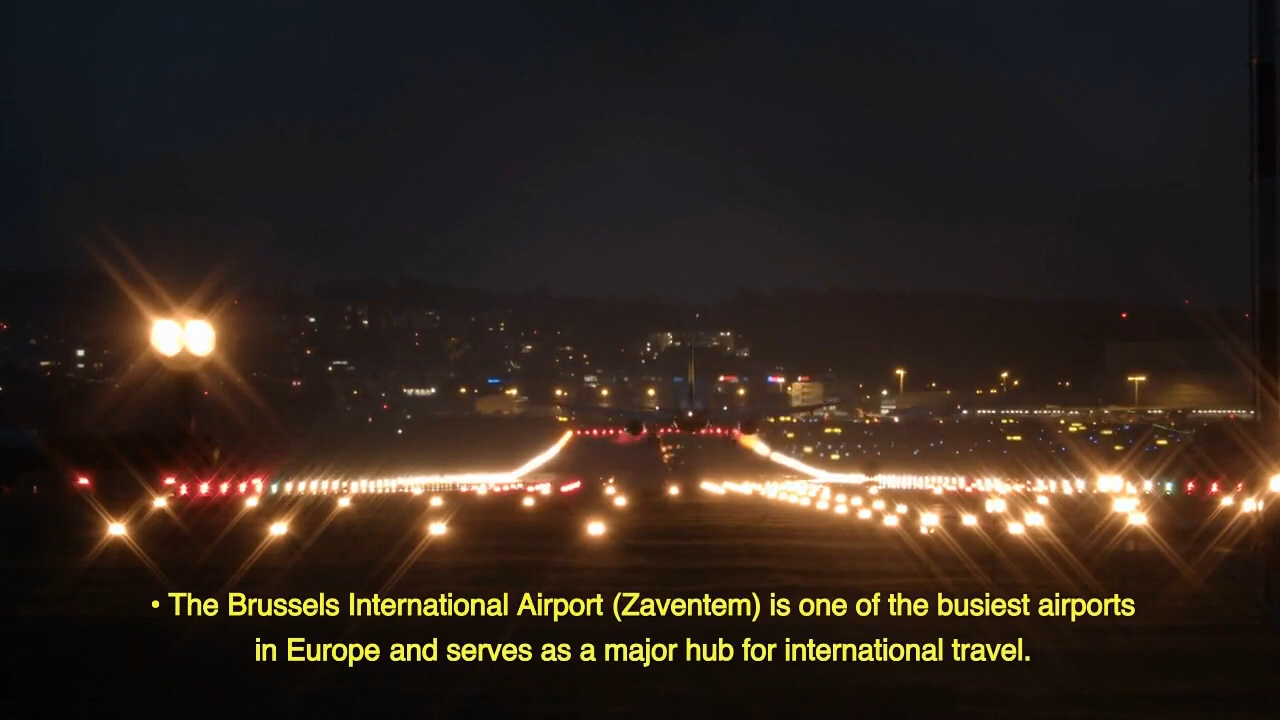 • The Brussels International Airport (Zaventem) is one of the busiest airports
in Europe and serves as a major hub for international travel.